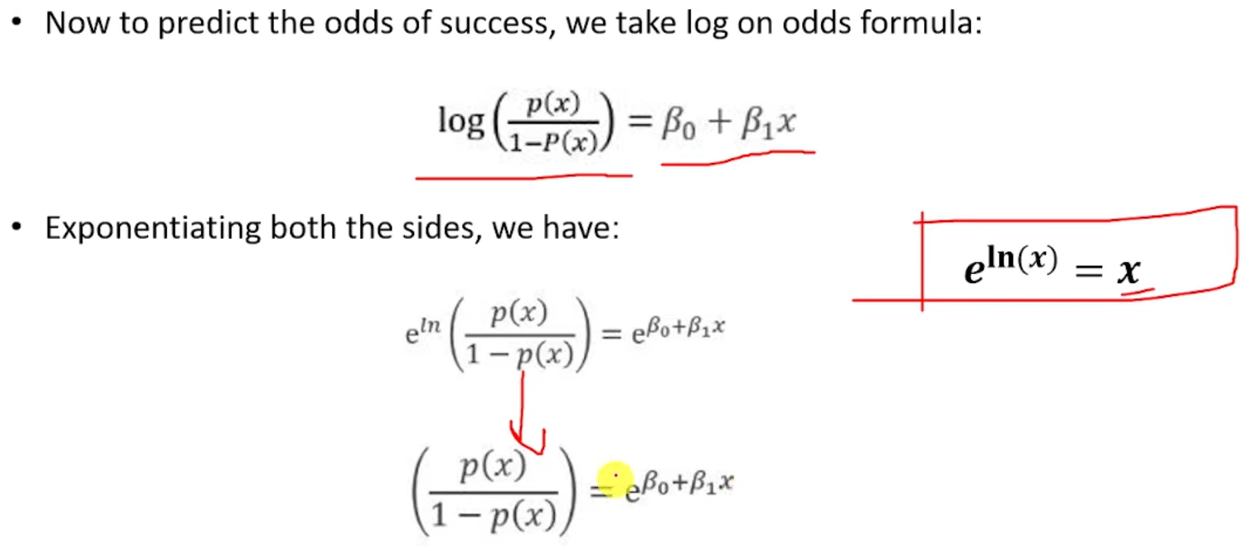 • Now to predict the odds of success, we take log on odds formula:
log(p(x)/1−P(x)) = β₀ + β₁x
• Exponentiating both the sides, we have:
e^ln(x) = x
e^ln (p(x)/1 − p(x)) = e^β₀+β₁x
(p(x)/1 − p(x)) = e^β₀+β₁x